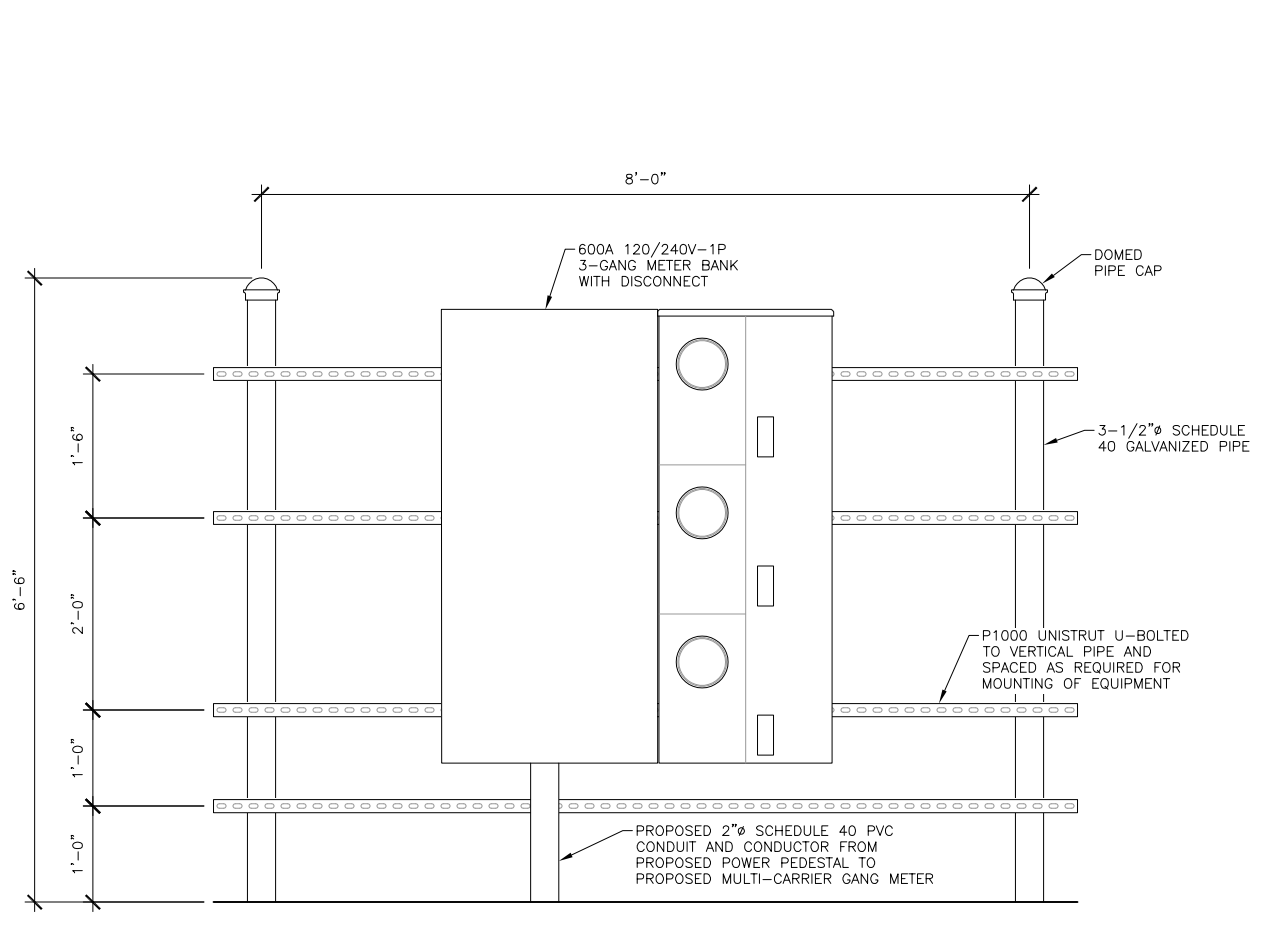 8'-0"
600A 120/240V-1P
3-GANG METER BANK
WITH DISCONNECT
DOMED
PIPE CAP
3-1/2"ø SCHEDULE
40 GALVANIZED PIPE
1'-6"
6'-6"
2'-0"
P1000 UNISTRUT U-BOLTED
TO VERTICAL PIPE AND
SPACED AS REQUIRED FOR
MOUNTING OF EQUIPMENT
1'-0"
1'-0"
PROPOSED 2"ø SCHEDULE 40 PVC
CONDUIT AND CONDUCTOR FROM
PROPOSED POWER PEDESTAL TO
PROPOSED MULTI-CARRIER GANG METER